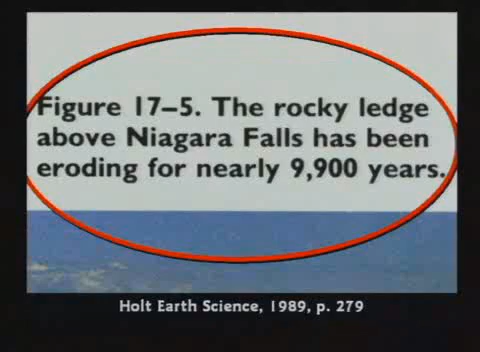 Figure 17–5. The rocky ledge
above Niagara Falls has been
eroding for nearly 9,900 years.
Holt Earth Science, 1989, p. 279